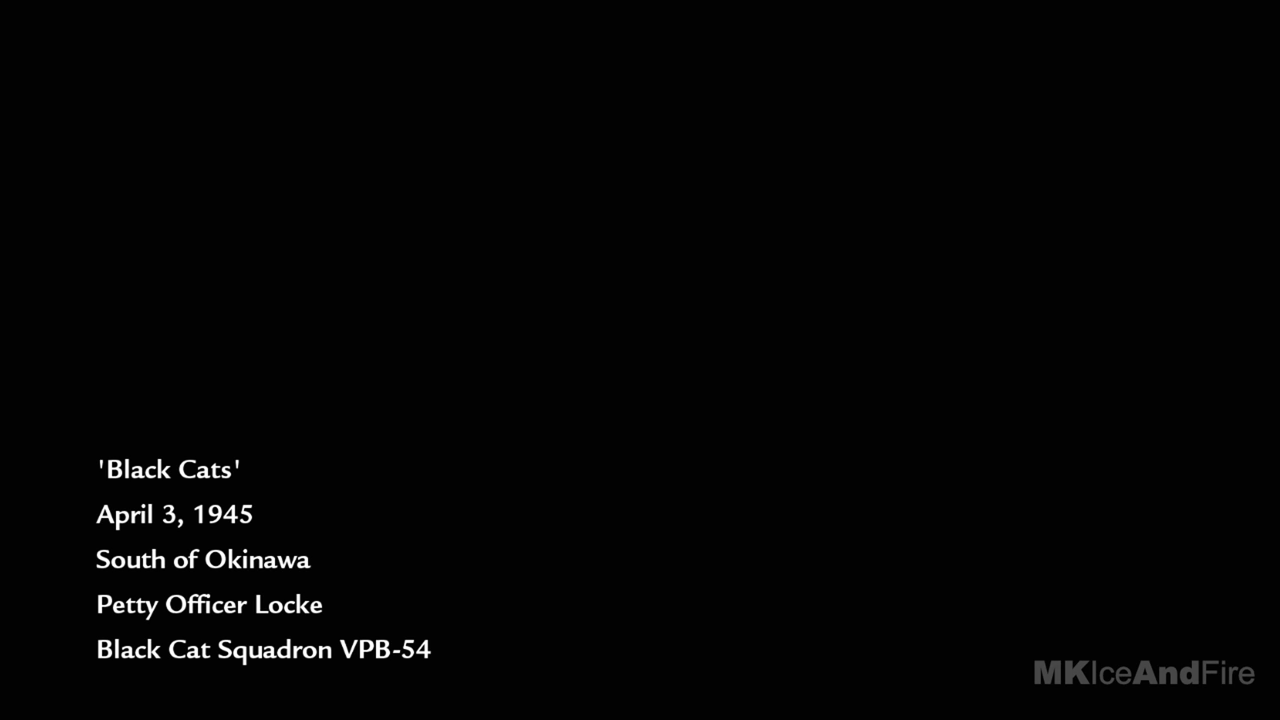 'Black Cats'
April 3, 1945
South of Okinawa
Petty Officer Locke
Black Cat Squadron VPB-54
MKIceAndFire